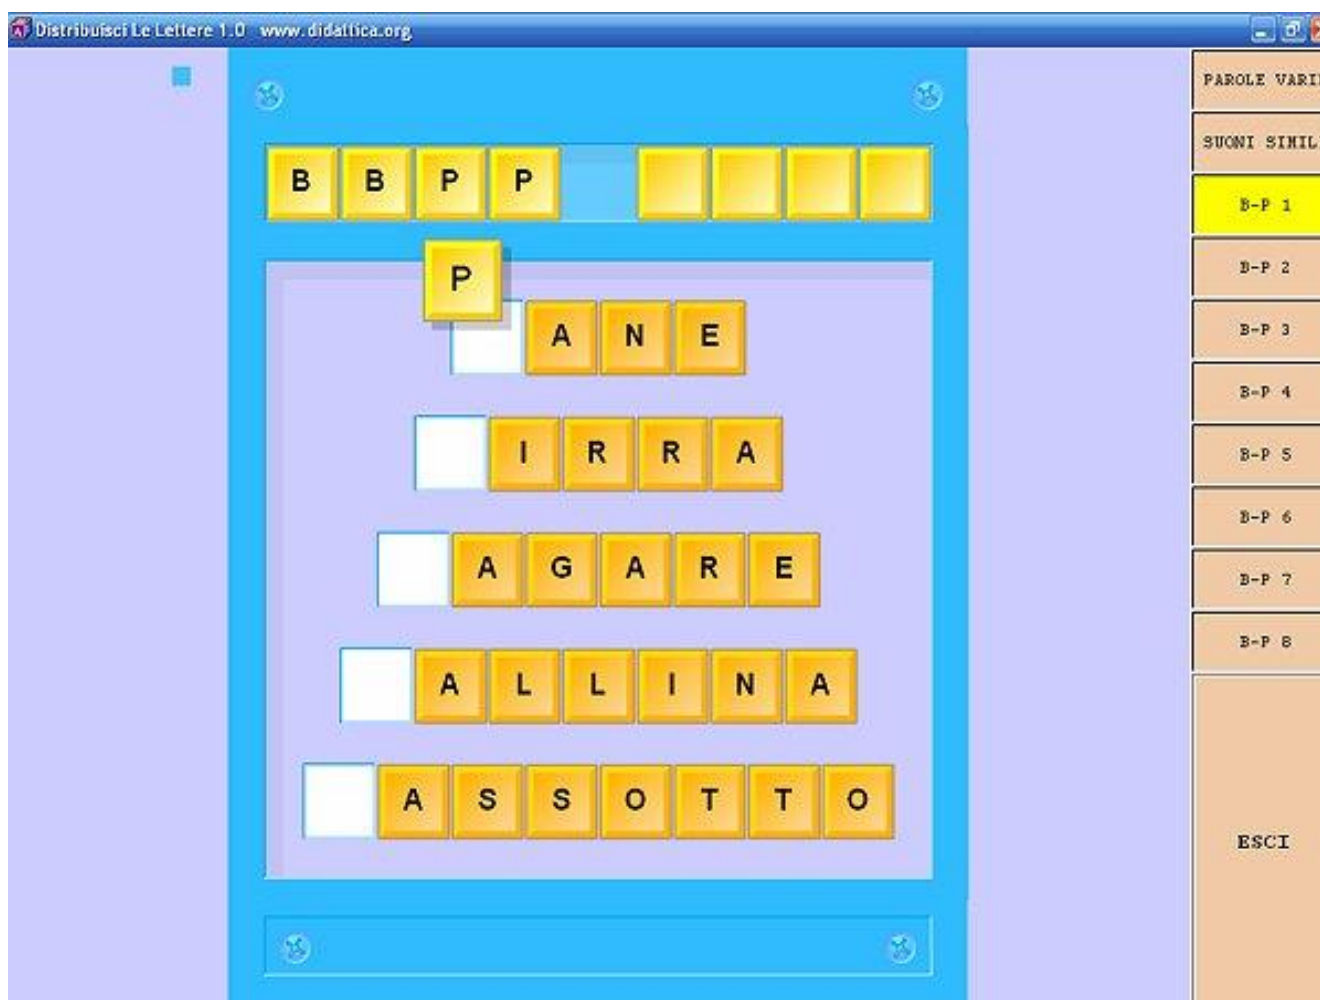 Distribuisci Le Lettere 1.0 www.didattica.org
B B P P
P
A N E
I R R A
A G A R E
A L L I N A
A S S O T T O
PAROLE VARI
SUONI SIMIL
B-P 1
B-P 2
B-P 3
B-P 4
B-P 5
B-P 6
B-P 7
B-P 8
ESCI